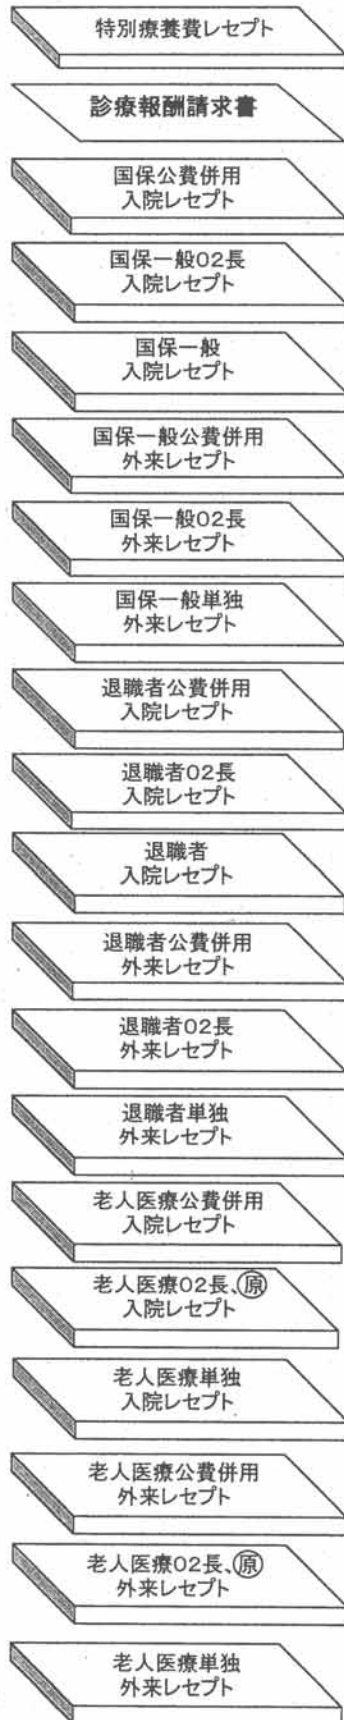 特別療養費レセプト
診療報酬請求書
国保公費併用
入院レセプト
国保一般02長
入院レセプト
国保一般
入院レセプト
国保一般公費併用
外来レセプト
国保一般02長
外来レセプト
国保一般単独
外来レセプト
退職者公費併用
入院レセプト
退職者02長
入院レセプト
退職者
入院レセプト
退職者公費併用
外来レセプト
退職者02長
外来レセプト
退職者単独
外来レセプト
老人医療公費併用
入院レセプト
老人医療02長、㊝
入院レセプト
老人医療単独
入院レセプト
老人医療公費併用
外来レセプト
老人医療02長、原
外来レセプト
老人医療単独
外来レセプト